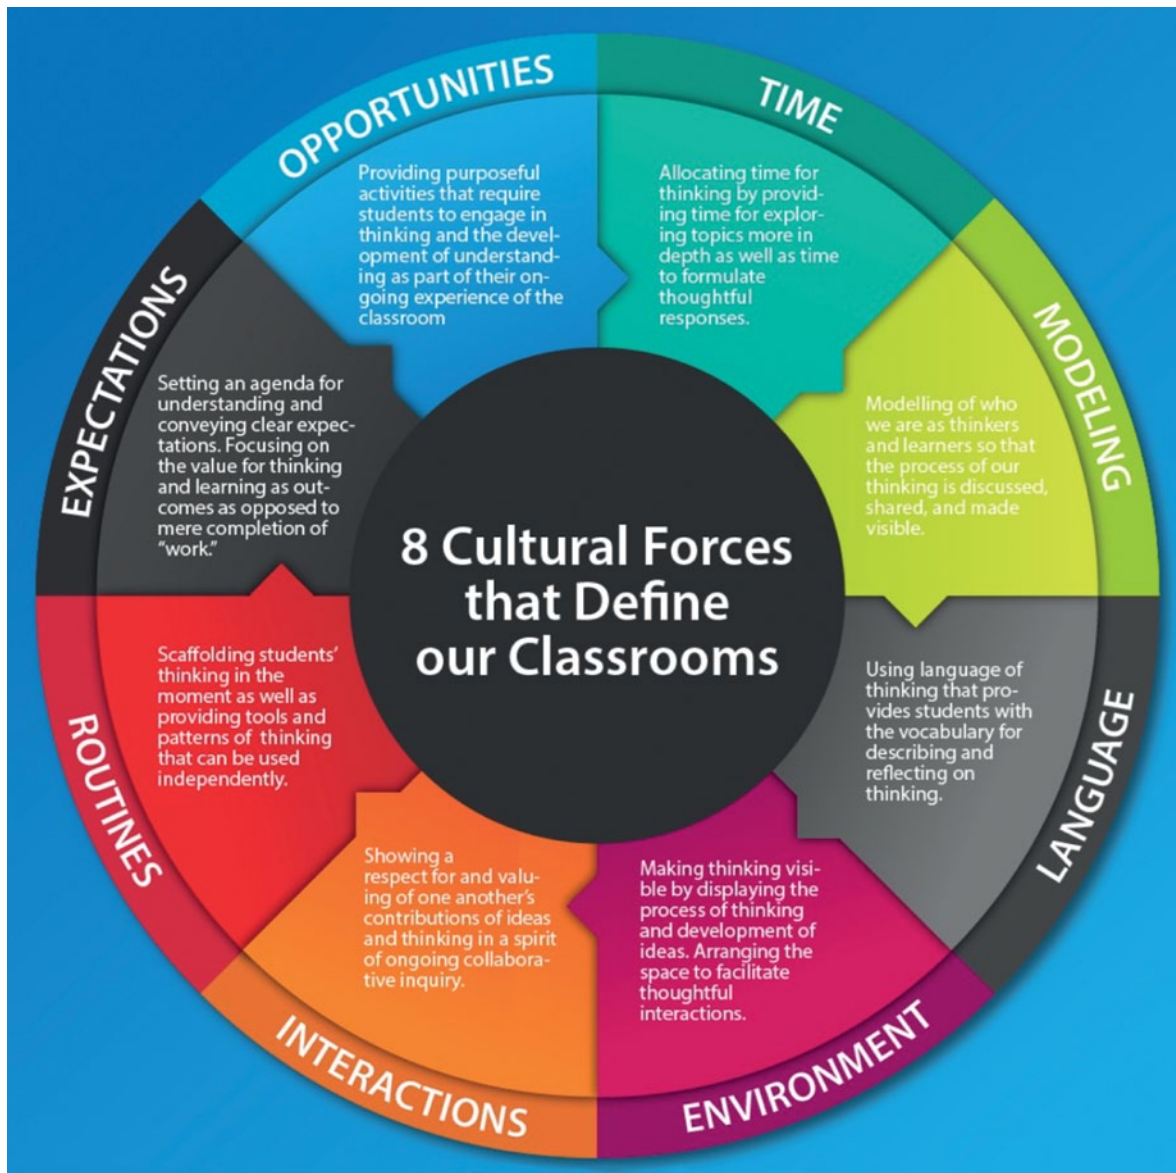 8 Cultural Forces
that Define
our Classrooms
OPPORTUNITIES
Providing purposeful
activities that require
students to engage in
thinking and the devel-
opment of understand-
ing as part of their on-
going experience of the
classroom
TIME
Allocating time for
thinking by provid-
ing time for explor-
ing topics more in
depth as well as time
to formulate
thoughtful
responses.
MODELING
Modelling of who
we are as thinkers
and learners so that
the process of our
thinking is discussed,
shared, and made
visible.
LANGUAGE
Using language of
thinking that pro-
vides students with
the vocabulary for
describing and
reflecting on
thinking.
ENVIRONMENT
Making thinking visi-
ble by displaying the
process of thinking
and development of
ideas. Arranging the
space to facilitate
thoughtful
interactions.
INTERACTIONS
Showing a
respect for and valu-
ing of one another's
contributions of ideas
and thinking in a spirit
of ongoing collabora-
tive inquiry.
ROUTINES
Scaffolding students'
thinking in the
moment as well as
providing tools and
patterns of thinking
that can be used
independently.
EXPECTATIONS
Setting an agenda for
understanding and
conveying clear expec-
tations. Focusing on
the value for thinking
and learning as out-
comes as opposed to
mere completion of
“work.”